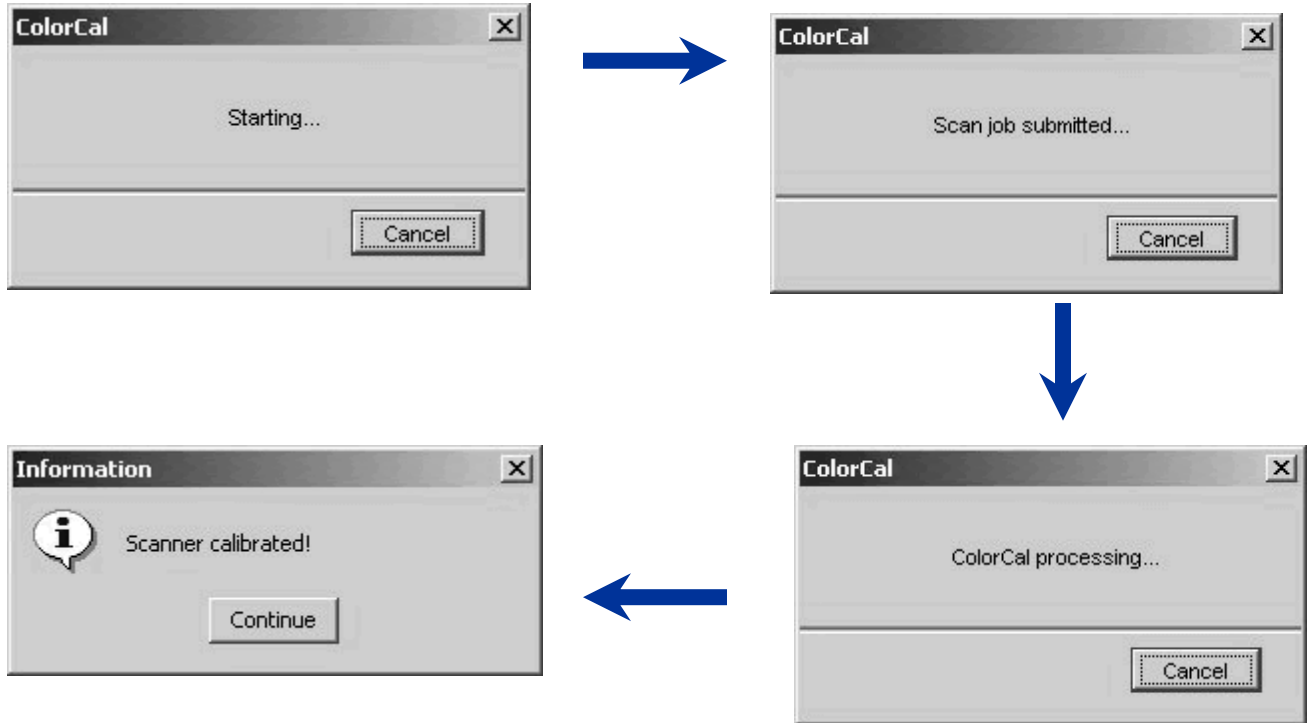 ColorCal
Starting...
Cancel
ColorCal
Scan job submitted...
Cancel
ColorCal
ColorCal processing...
Cancel
Information
Scanner calibrated!
Continue